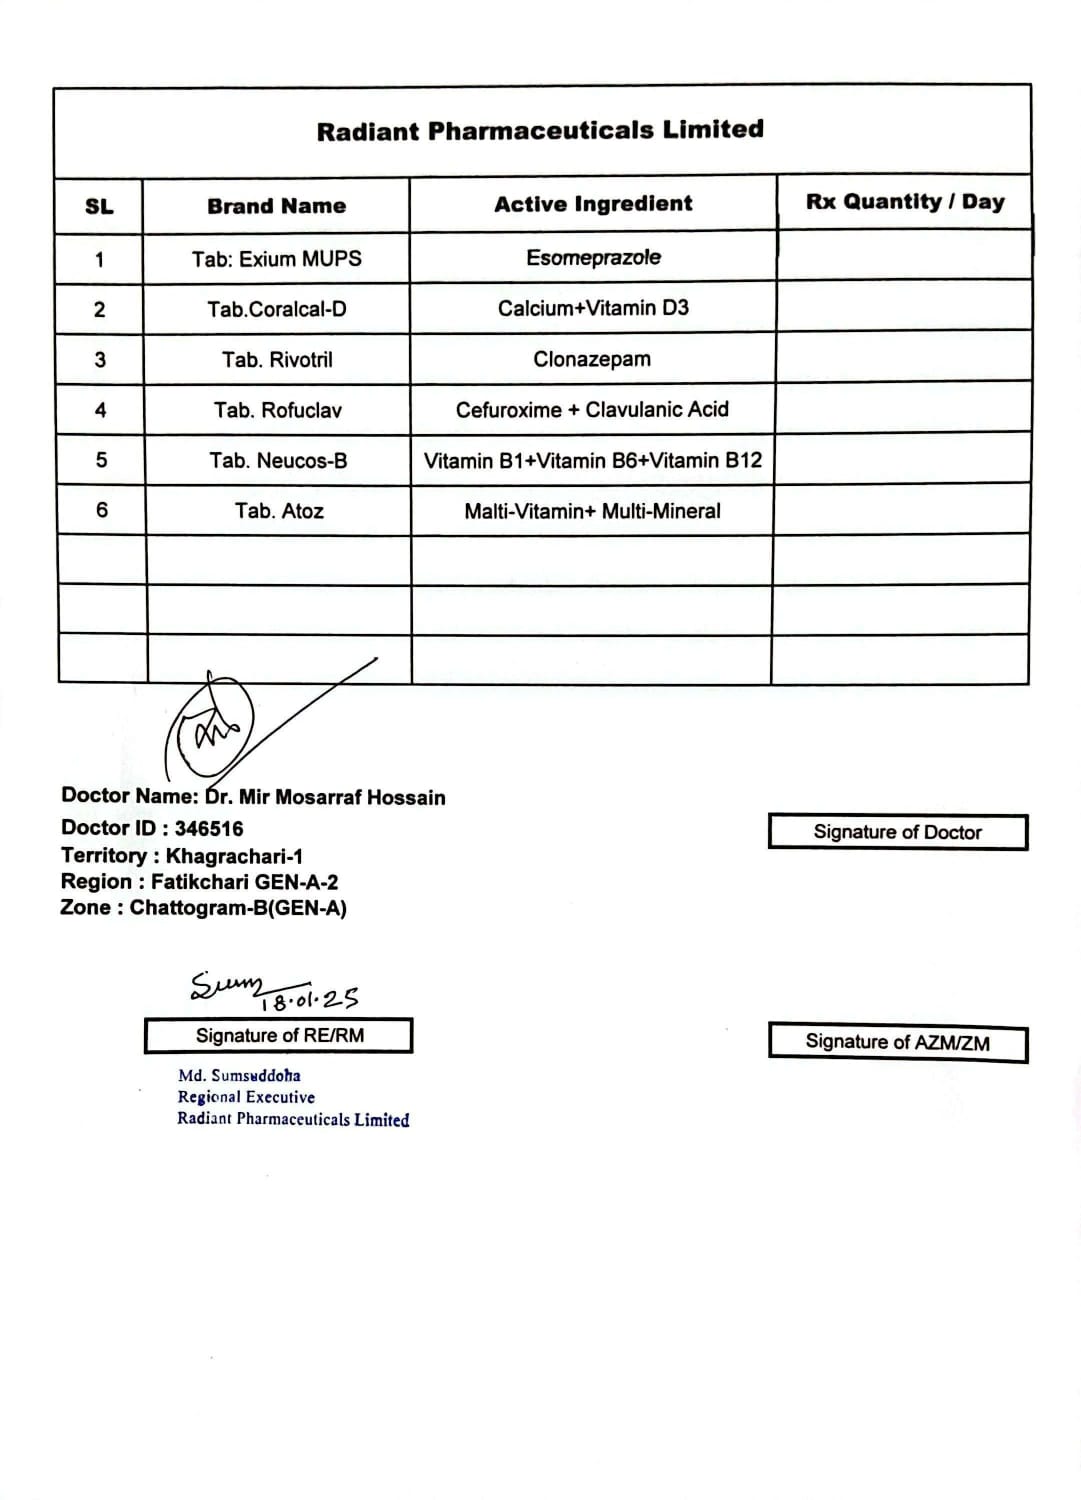 Radiant Pharmaceuticals Limited
SL Brand Name Active Ingredient Rx Quantity / Day
1 Tab: Exium MUPS Esomeprazole
2 Tab.Coralcal-D Calcium+Vitamin D3
3 Tab. Rivotril Clonazepam
4 Tab. Rofuclav Cefuroxime + Clavulanic Acid
5 Tab. Neucos-B Vitamin B1+Vitamin B6+Vitamin B12
6 Tab. Atoz Malti-Vitamin+ Multi-Mineral
Doctor Name: Dr. Mir Mosarraf Hossain
Doctor ID : 346516
Signature of Doctor
Territory : Khagrachari-1
Region : Fatikchari GEN-A-2
Zone : Chattogram-B(GEN-A)
18.01.25
Signature of RE/RM Signature of AZM/ZM
Md. Sumsuddoha
Regional Executive
Radiant Pharmaceuticals Limited